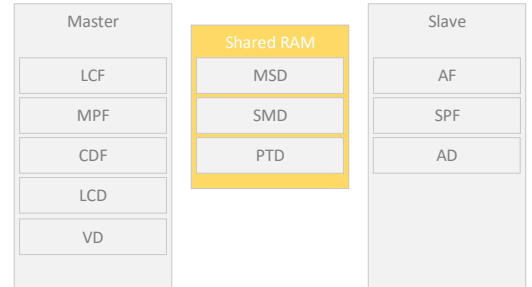 Master
LCF
MPF
CDF
LCD
VD
Shared RAM
MSD
SMD
PTD
Slave
AF
SPF
AD